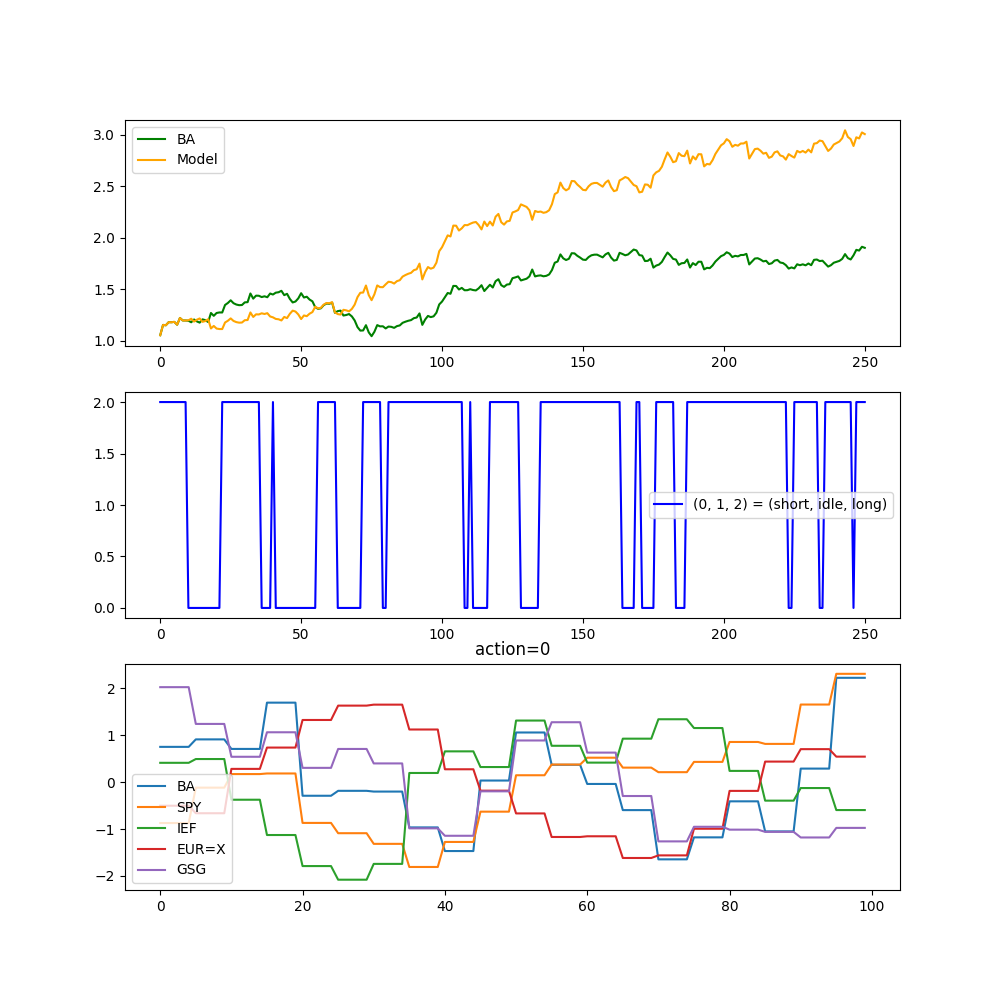 BA
Model
3.0
2.5
2.0
1.5
1.0
0 50 100 150 200 250
2.0
1.5
1.0
0.5
0.0
(0, 1, 2) = (short, idle, long)
0 50 100 150 200 250
action=0
2
1
0
−1
−2
BA
SPY
IEF
EUR=X
GSG
0 20 40 60 80 100